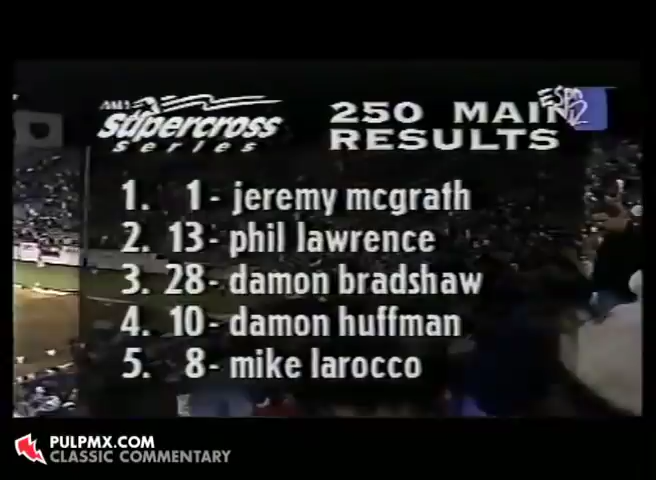 AMA
supercross
series
250 MAIN
RESULTS
ESPN2
1. 1- jeremy mcgrath
2. 13- phil lawrence
3. 28- damon bradshaw
4. 10- damon huffman
5. 8- mike larocco
PULPMX.COM
CLASSIC COMMENTARY